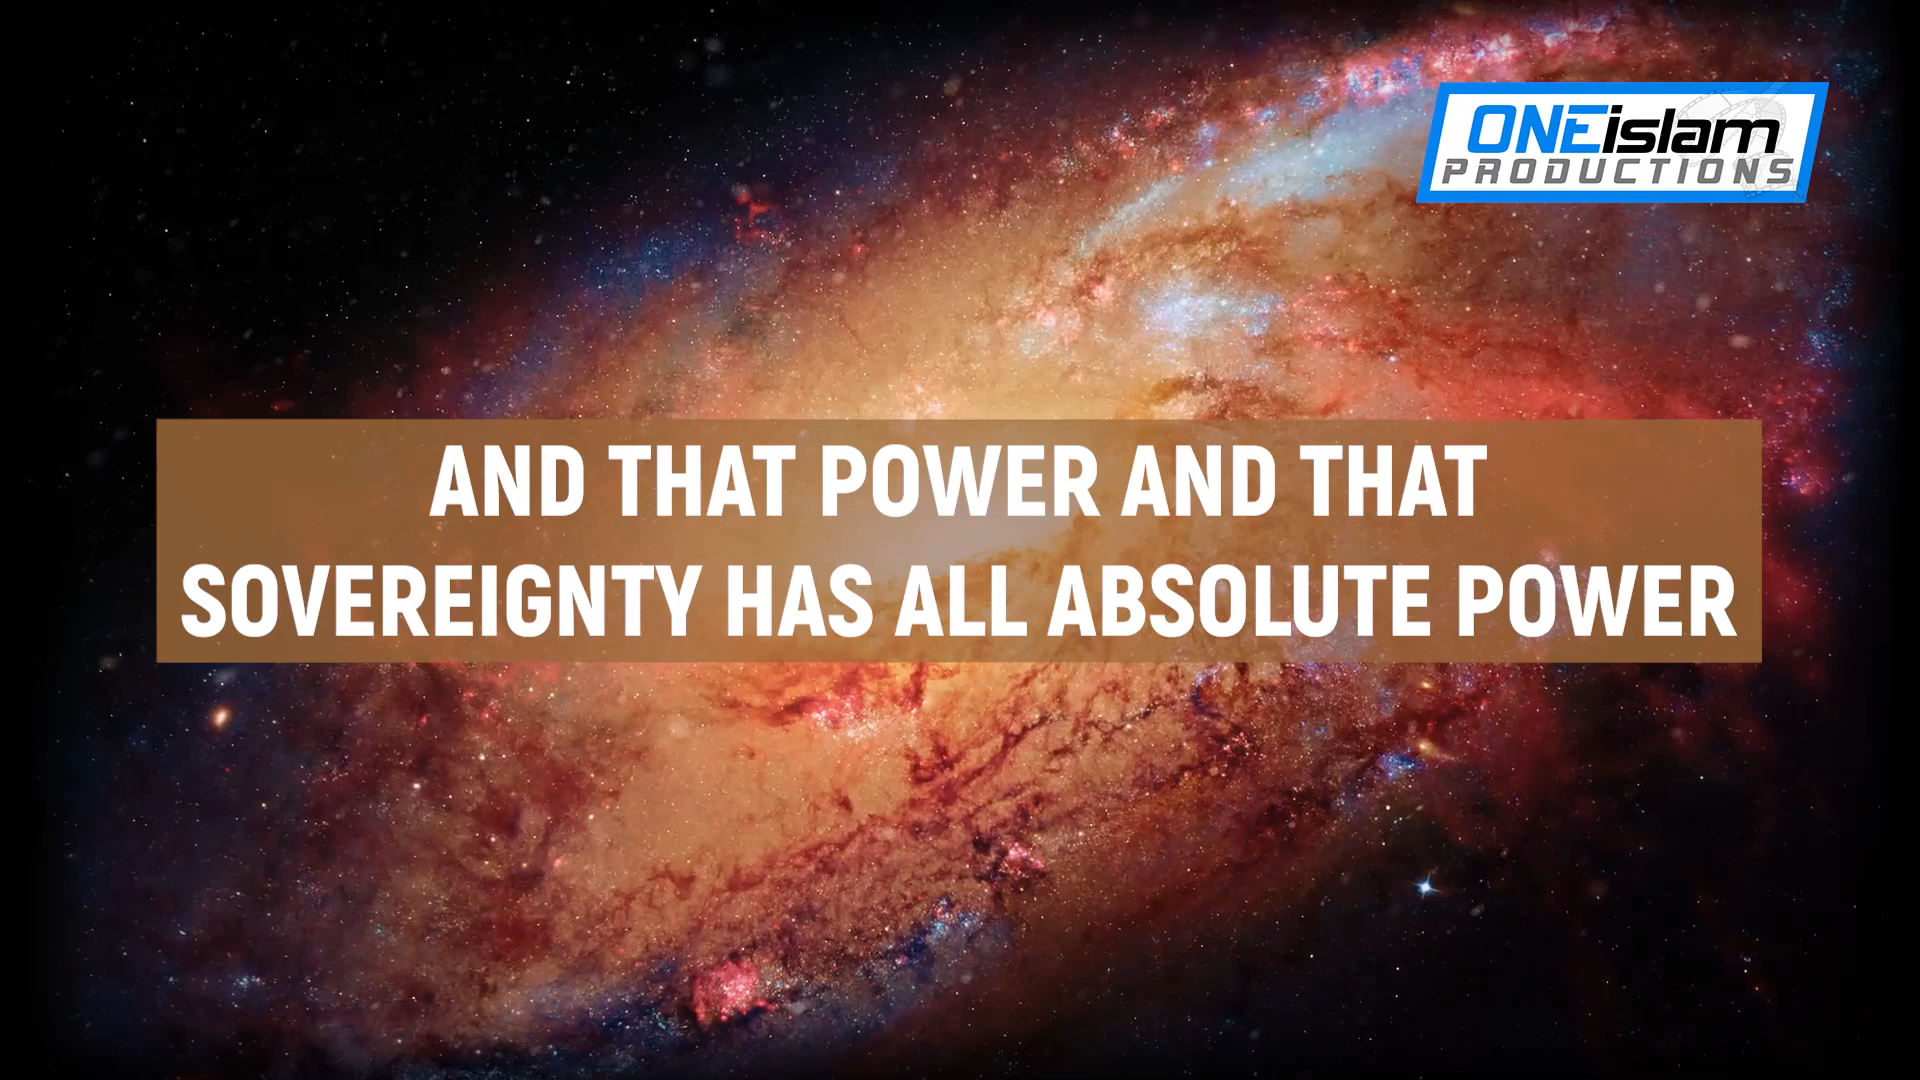 ONEislam
PRODUCTIONS
AND THAT POWER AND THAT
SOVEREIGNTY HAS ALL ABSOLUTE POWER